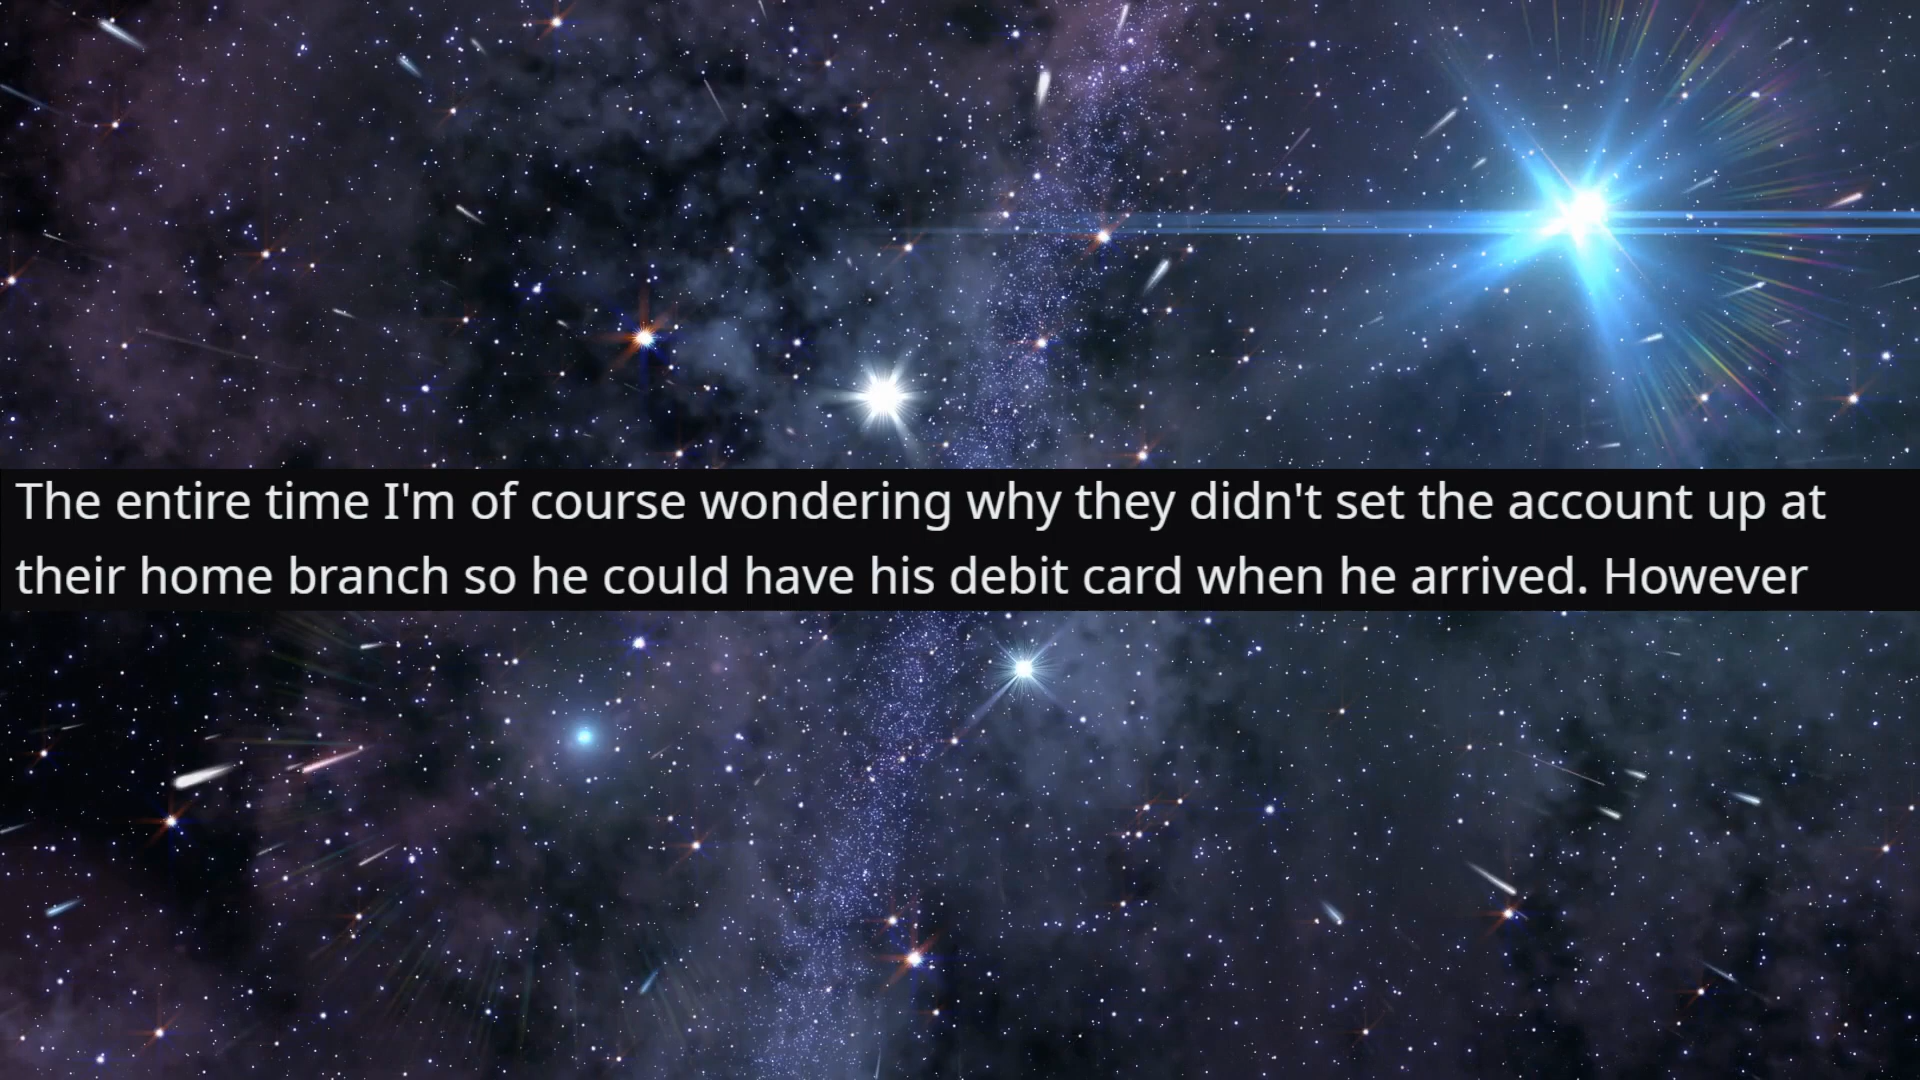 The entire time I'm of course wondering why they didn't set the account up at
their home branch so he could have his debit card when he arrived. However